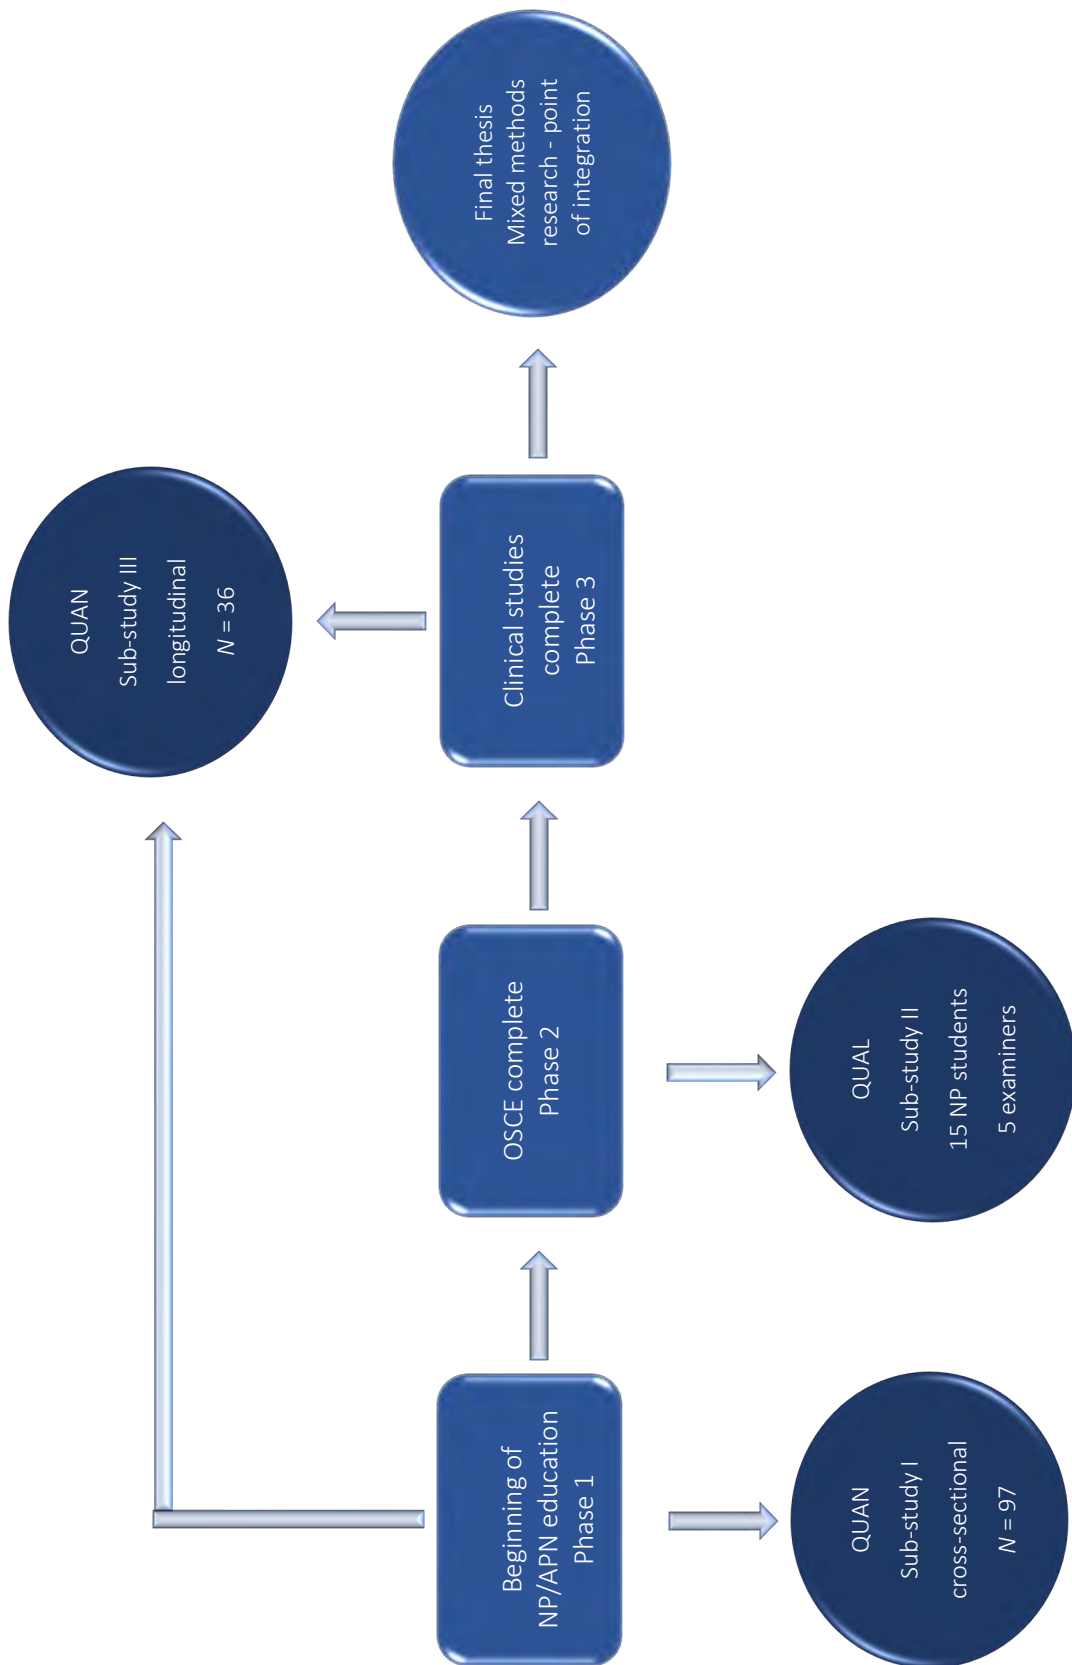 QUAN
Sub-study III
longitudinal
N = 36
Beginning of
NP/APN education
Phase 1
OSCE complete
Phase 2
Clinical studies
complete
Phase 3
Final thesis
Mixed methods
research - point
of integration
QUAN
Sub-study I
cross-sectional
N = 97
QUAL
Sub-study II
15 NP students
5 examiners